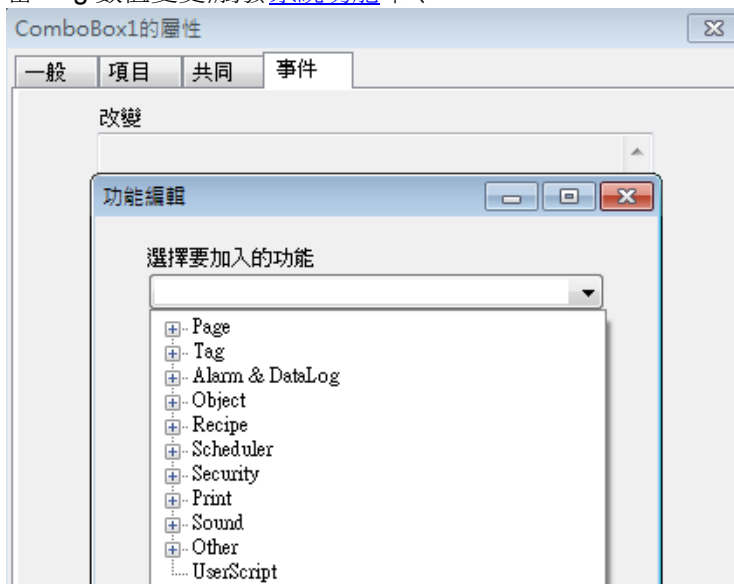 ComboBox1的屬性
一般 項目 共同 事件
改變
功能編輯
選擇要加入的功能
Page
Tag
Alarm & DataLog
Object
Recipe
Scheduler
Security
Print
Sound
Other
UserScript